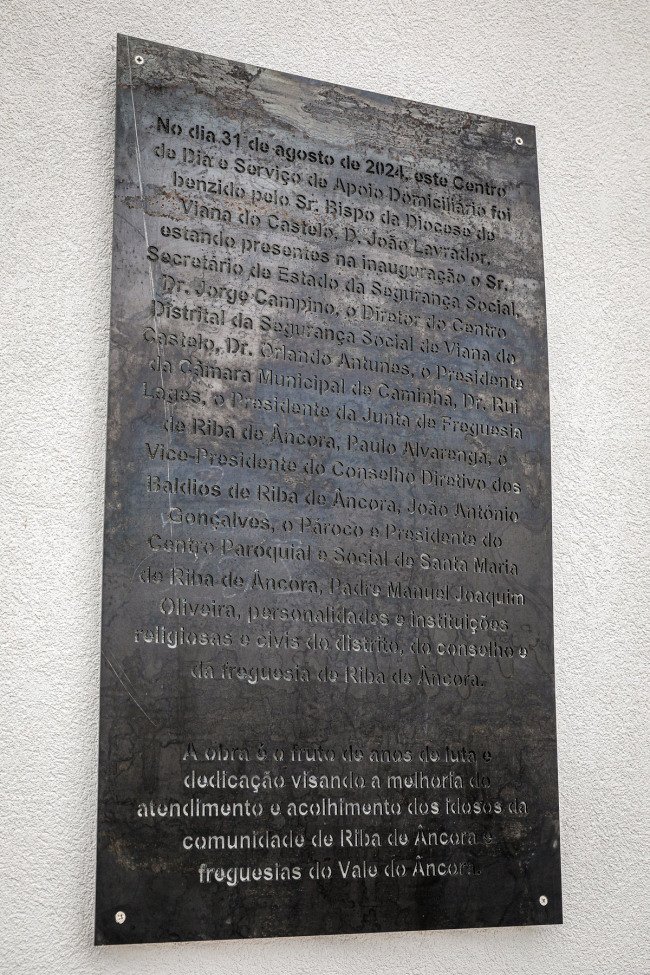 No dia 31 de agosto de 2024, este Centro
de Dia e Serviço de Apoio Domiciliário foi
benzido pelo Sr. Bispo da Diocese de
Viana do Castelo, D. João Lavrador,
estando presentes na inauguração o Sr.
Secretário de Estado da Segurança Social,
Dr. Jorge Campino, o Diretor do Centro
Distrital da Segurança Social de Viana do
Castelo, Dr. Orlando Antunes, o Presidente
da Câmara Municipal de Caminha, Dr. Rui
Lages, o Presidente da Junta de Freguesia
de Riba de Âncora, Paulo Alvarenga, o
Vice-Presidente do Conselho Diretivo dos
Baldios de Riba de Âncora, João António
Gonçalves, o Pároco e Presidente do
Centro Paroquial e Social de Santa Maria
de Riba de Âncora, Padre Manuel Joaquim
Oliveira, personalidades e instituições
religiosas e civis do distrito, do conselho e
da freguesia de Riba de Âncora.
A obra é o fruto de anos de luta e
dedicação visando a melhoria do
atendimento e acolhimento dos idosos da
comunidade de Riba de Âncora e
freguesias do Vale do Âncora.